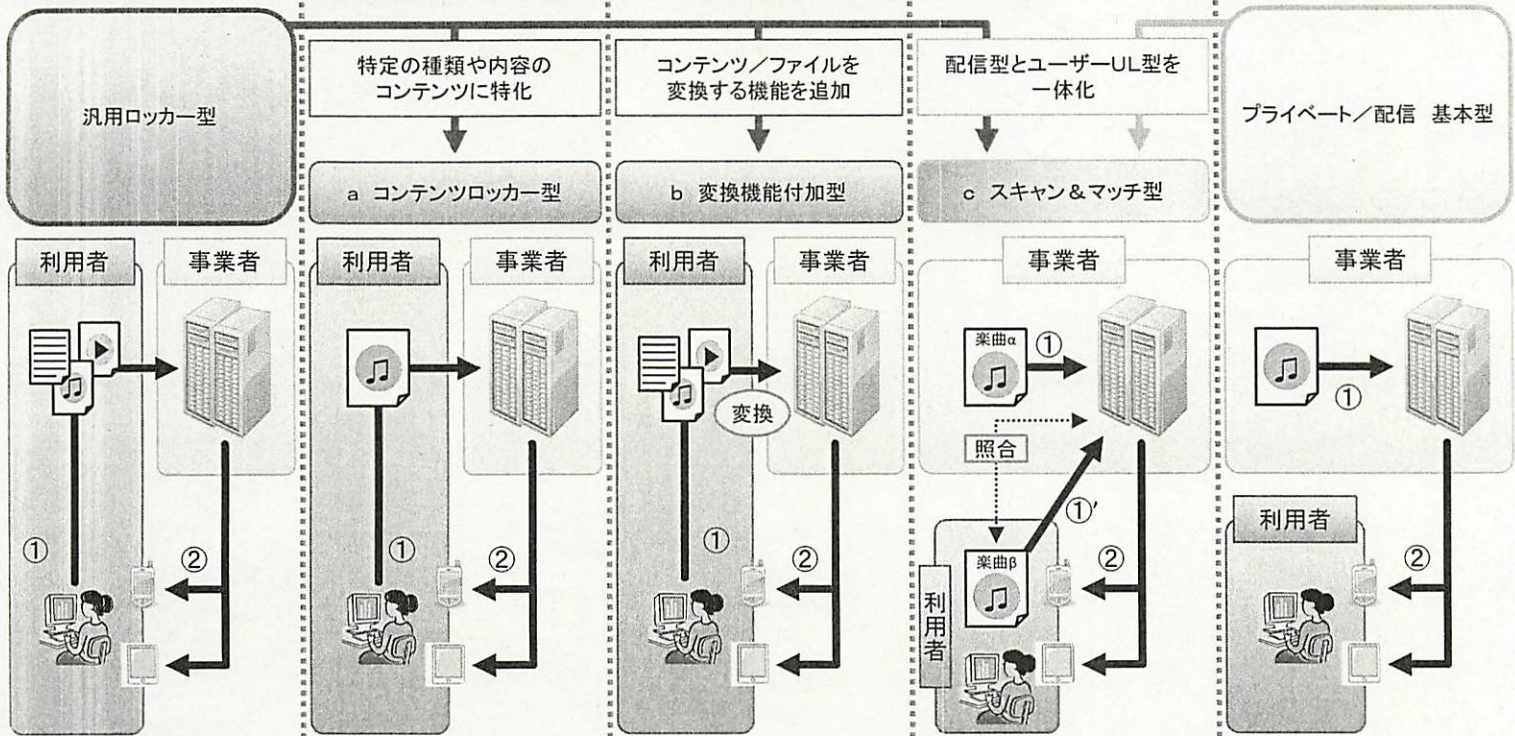 汎用ロッカー型
特定の種類や内容の
コンテンツに特化
コンテンツ／ファイルを
変換する機能を追加
配信型とユーザーUL型を
一体化
プライベート／配信 基本型
a コンテンツロッカー型
b 変換機能付加型
c スキャン＆マッチ型
利用者
事業者
①
②
利用者
事業者
①
②
利用者
事業者
変換
①
②
事業者
楽曲α
①
照合
①’
楽曲β
利用者
②
事業者
①
利用者
②